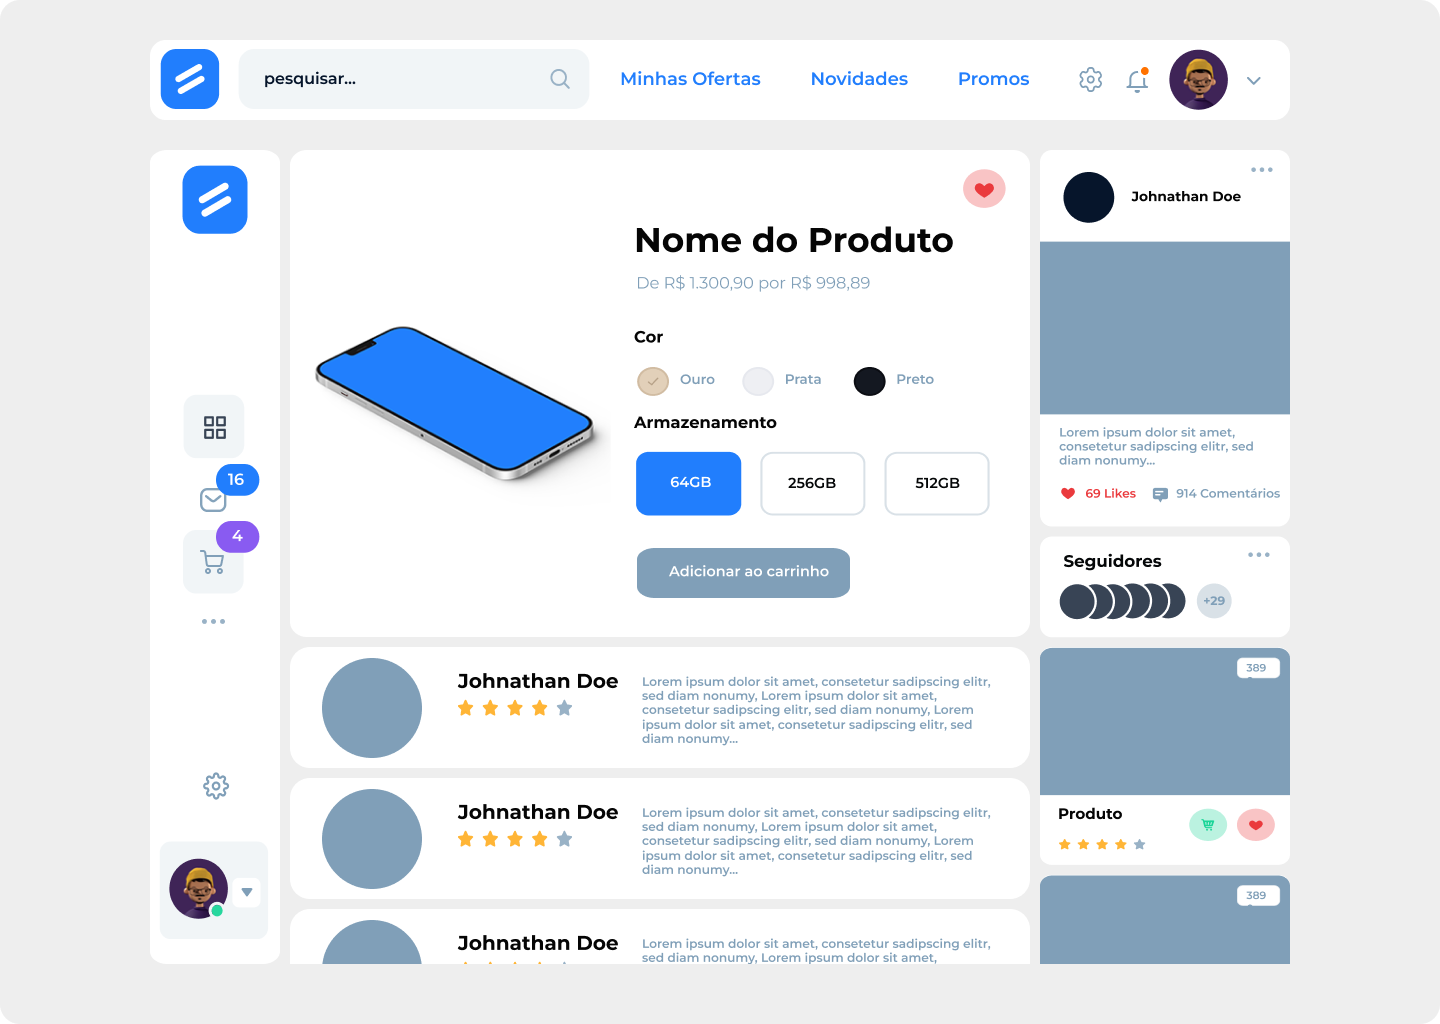 pesquisar...
Minhas Ofertas
Novidades
Promos
16
4
Nome do Produto
De R$ 1.300,90 por R$ 998,89
Cor
Ouro
Prata
Preto
Armazenamento
64GB
256GB
512GB
Adicionar ao carrinho
Johnathan Doe
Lorem ipsum dolor sit amet, consetetur sadipscing elitr,
sed diam nonumy, Lorem ipsum dolor sit amet,
consetetur sadipscing elitr, sed diam nonumy, Lorem
ipsum dolor sit amet, consetetur sadipscing elitr, sed
diam nonumy...
Johnathan Doe
Lorem ipsum dolor sit amet, consetetur sadipscing elitr,
sed diam nonumy, Lorem ipsum dolor sit amet,
consetetur sadipscing elitr, sed diam nonumy, Lorem
ipsum dolor sit amet, consetetur sadipscing elitr, sed
diam nonumy...
Johnathan Doe
Lorem ipsum dolor sit amet, consetetur sadipscing elitr,
sed diam nonumy, Lorem ipsum dolor sit amet,
Johnathan Doe
Lorem ipsum dolor sit amet,
consetetur sadipscing elitr, sed
diam nonumy...
69 Likes
914 Comentários
Seguidores
+29
389
Produto
389